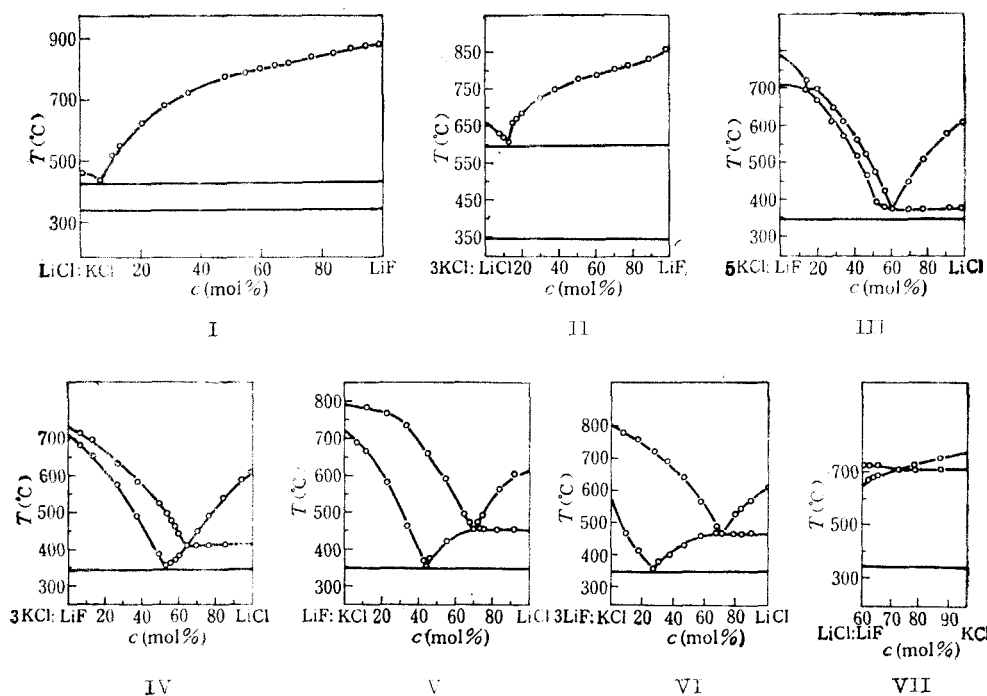 900
700
500
300
T (°C)
LiCl:KCl 20 40 60 80 LiF
c (mol%)
I
850
750
650
550
450
350
T (°C)
3KCl:LiCl 20 40 60 80 LiF
c (mol%)
II
700
600
500
400
300
T (°C)
5KCl:LiF 20 40 60 80 LiCl
c (mol%)
III
700
600
500
400
300
T (°C)
3KCl:LiF 20 40 60 80 LiCl
c (mol%)
IV
800
700
600
500
400
300
T (°C)
LiF:KCl 20 40 60 80 LiCl
c (mol%)
V
800
700
600
500
400
300
T (°C)
3LiF:KCl 20 40 60 80 LiCl
c (mol%)
VI
700
500
300
T (°C)
60 70 80 90
LiCl:LiF KCl
c (mol%)
VII